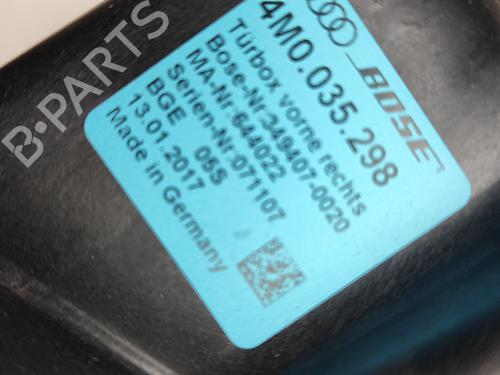 B-PARTS
BOSE
4M0.035.298
Türbox vorne rechts
Bose-Nr:349407-0020
MA-Nr:644022
Serien-Nr:071107
BGE 05S
13.01.2017
Made in Germany